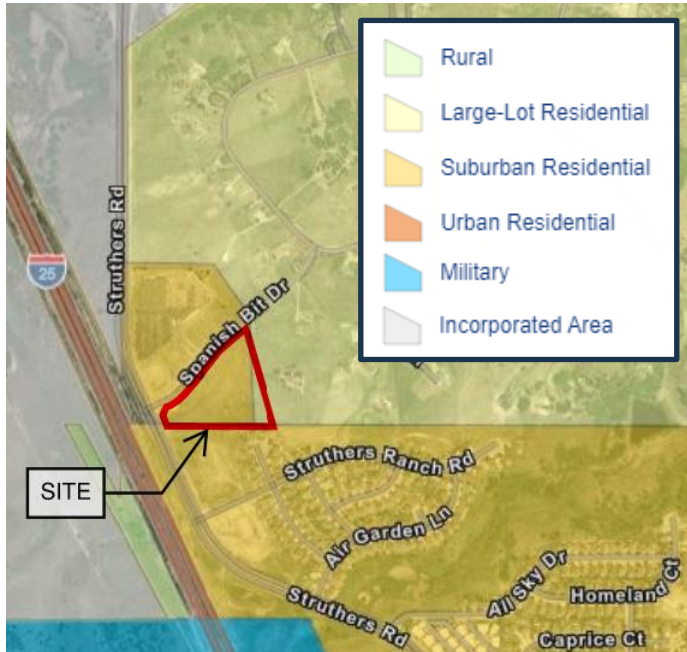 Rural
Large-Lot Residential
Suburban Residential
Urban Residential
Military
Incorporated Area
Struthers Rd
25
Spanish Bit Dr
SITE
Struthers Ranch Rd
Air Garden Ln
Struthers Rd
All Sky Dr
Homeland Ct
Caprice Ct